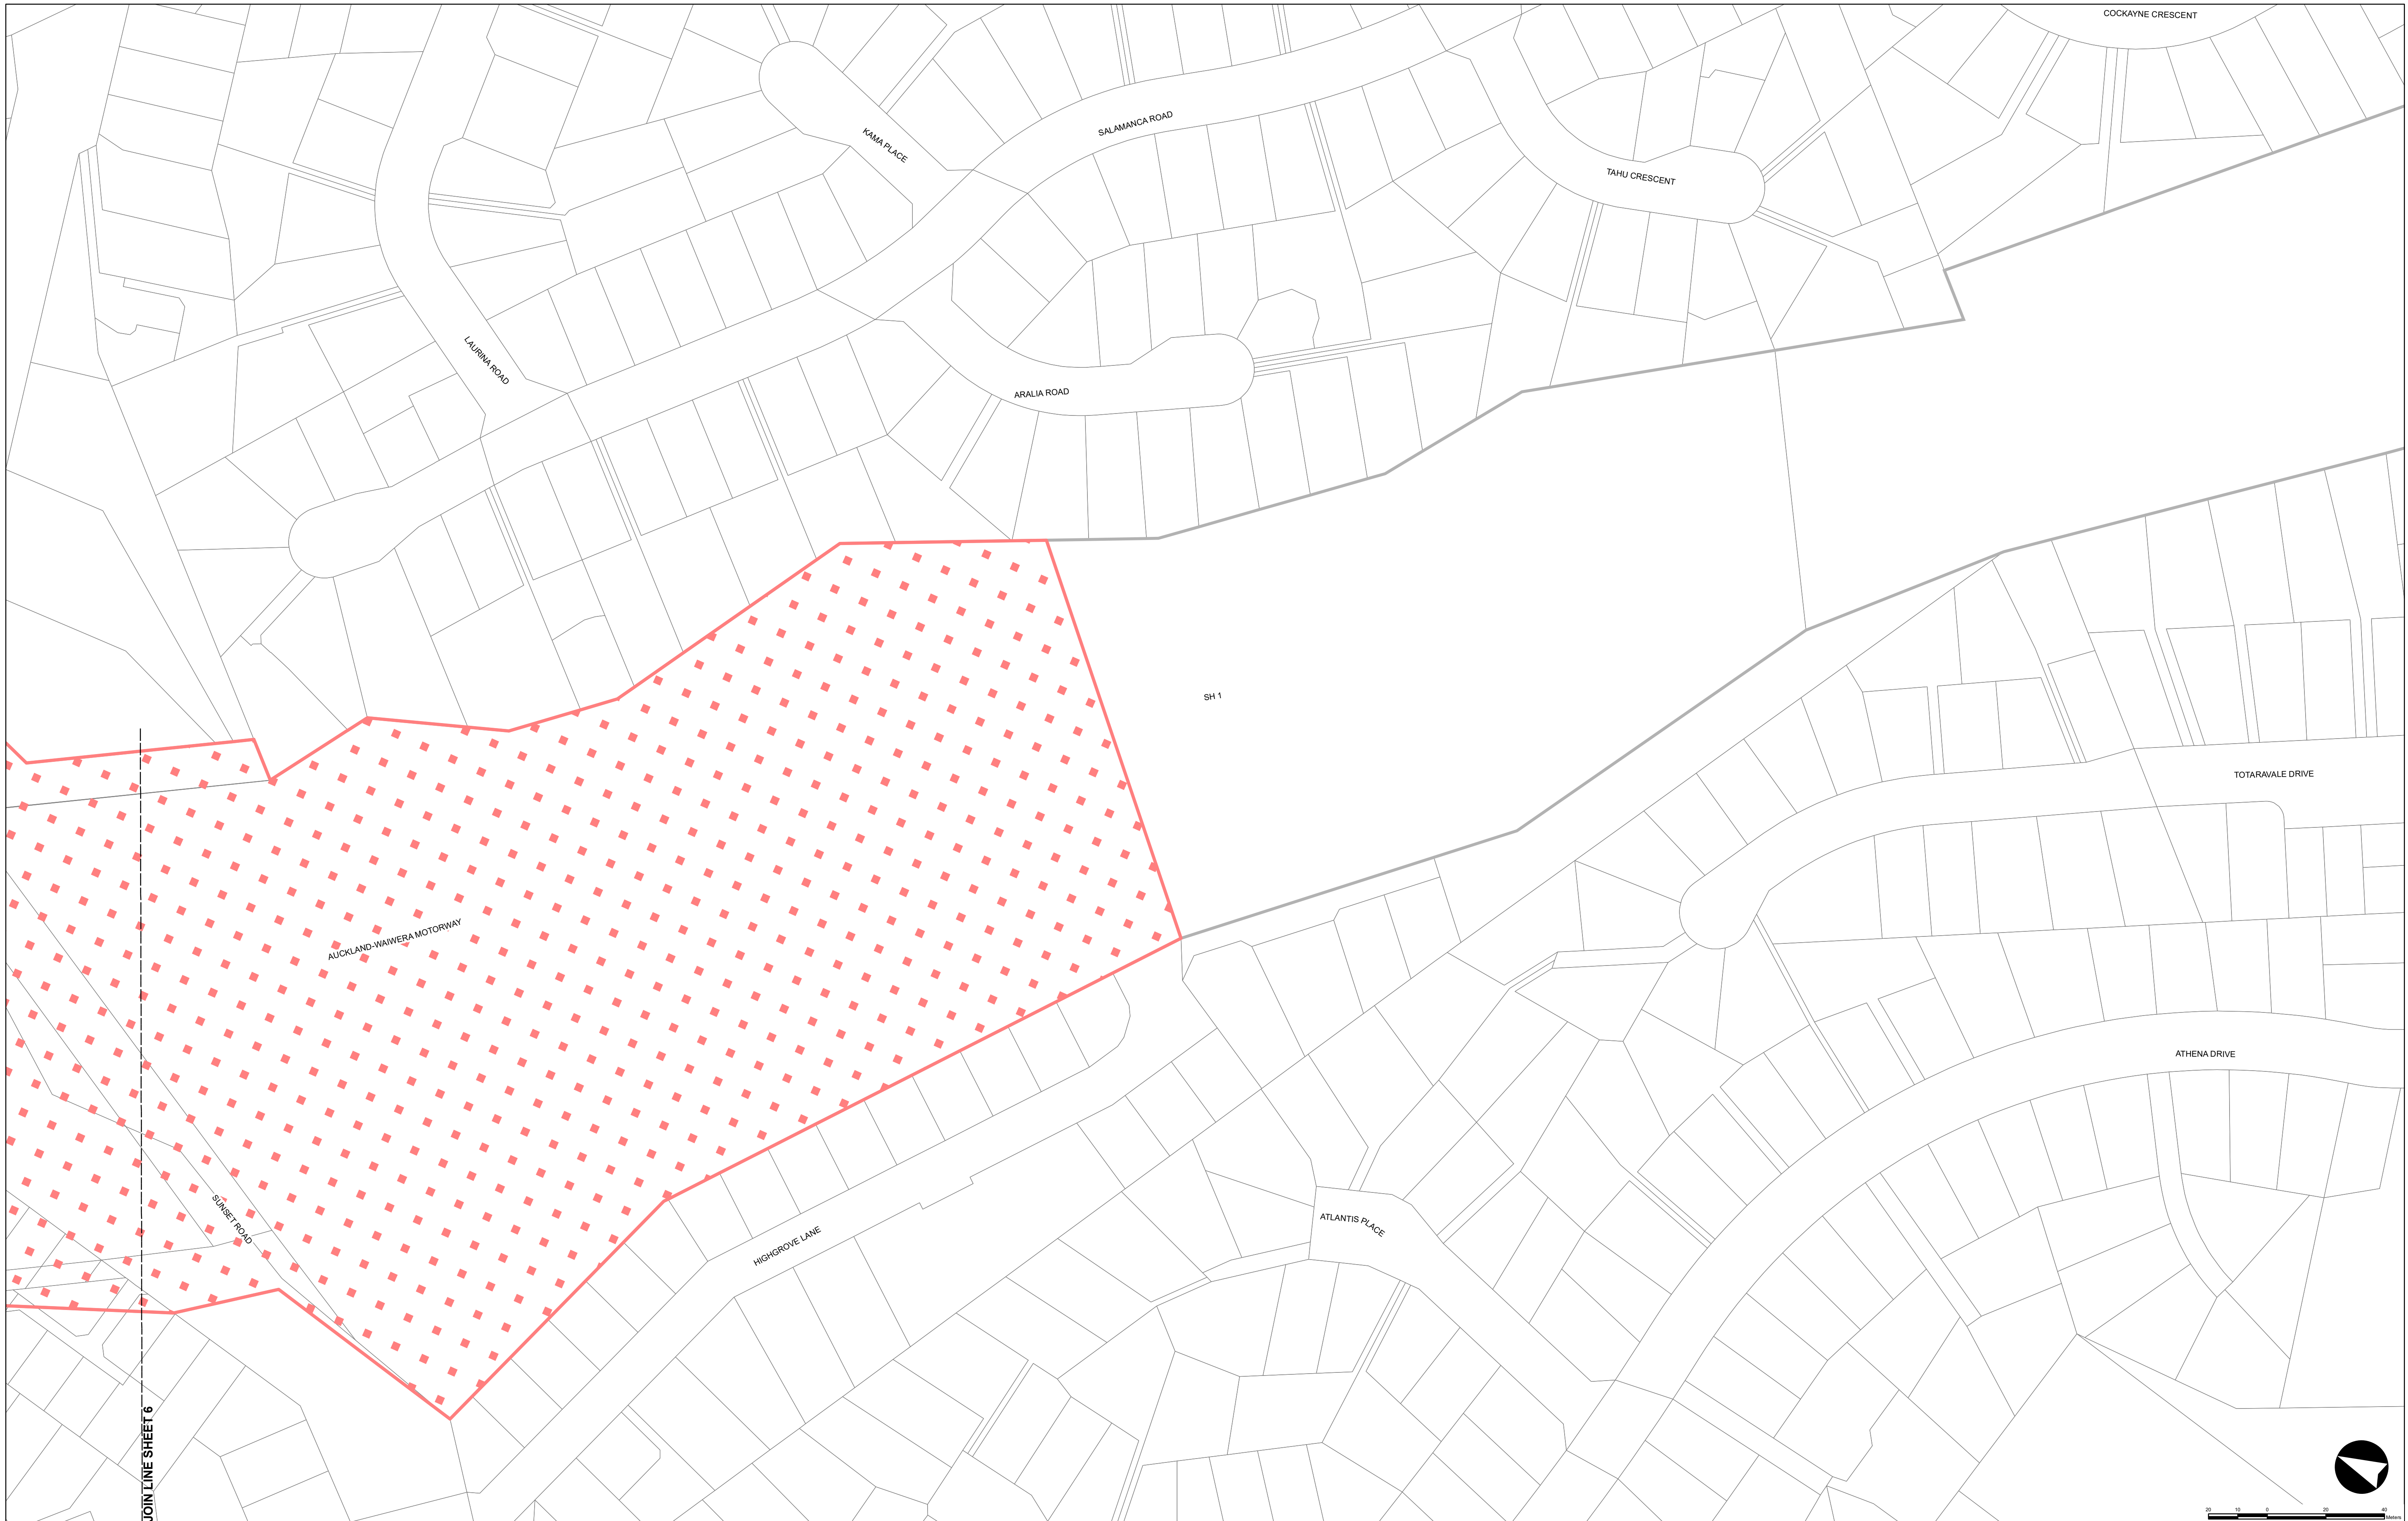 COCKAYNE CRESCENT
SALAMANCA ROAD
KAMA PLACE
TAHU CRESCENT
LAURINA ROAD
ARALIA ROAD
SH 1
TOTARAVALE DRIVE
AUCKLAND-WAIWERA MOTORWAY
ATHENA DRIVE
SUNSET ROAD
ATLANTIS PLACE
HIGHGROVE LANE
JOIN LINE SHEET 6
20 10 0 20 40
Meters